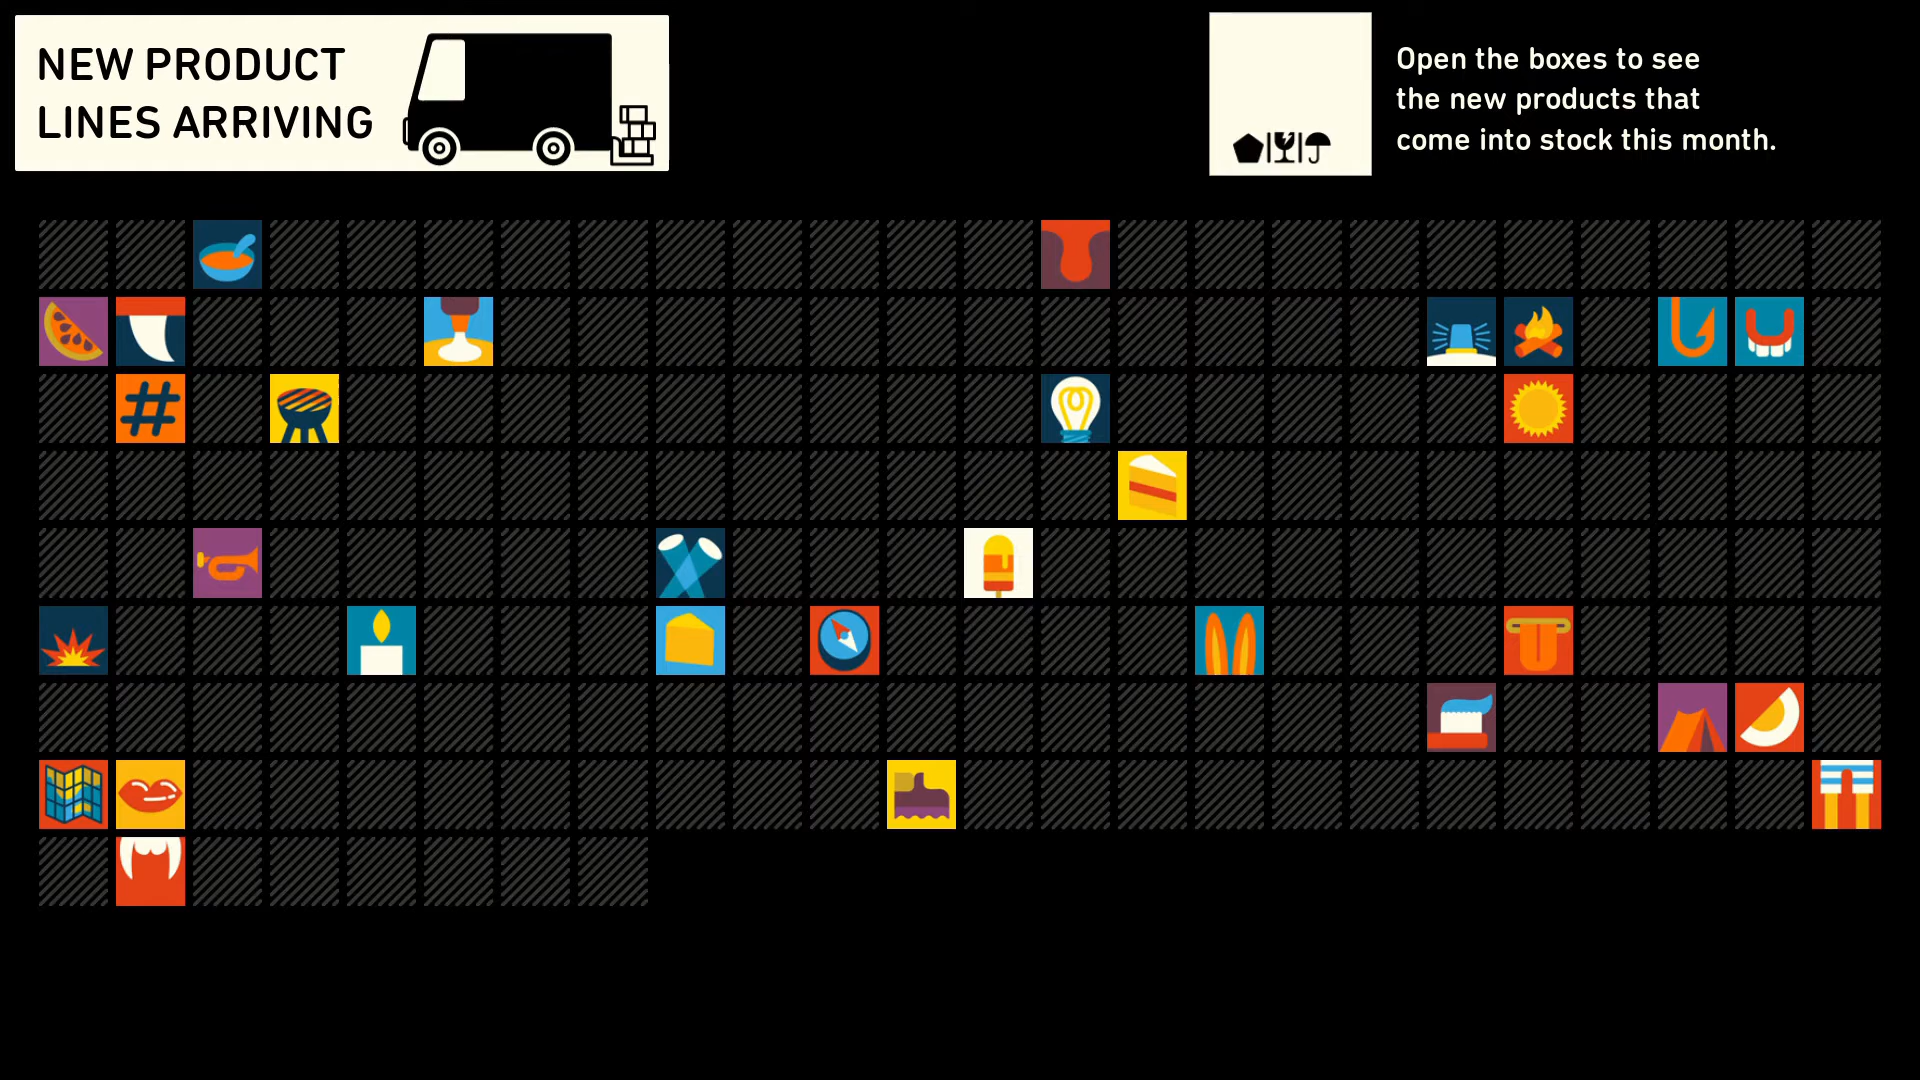 NEW PRODUCT
LINES ARRIVING
Open the boxes to see
the new products that
come into stock this month.
#